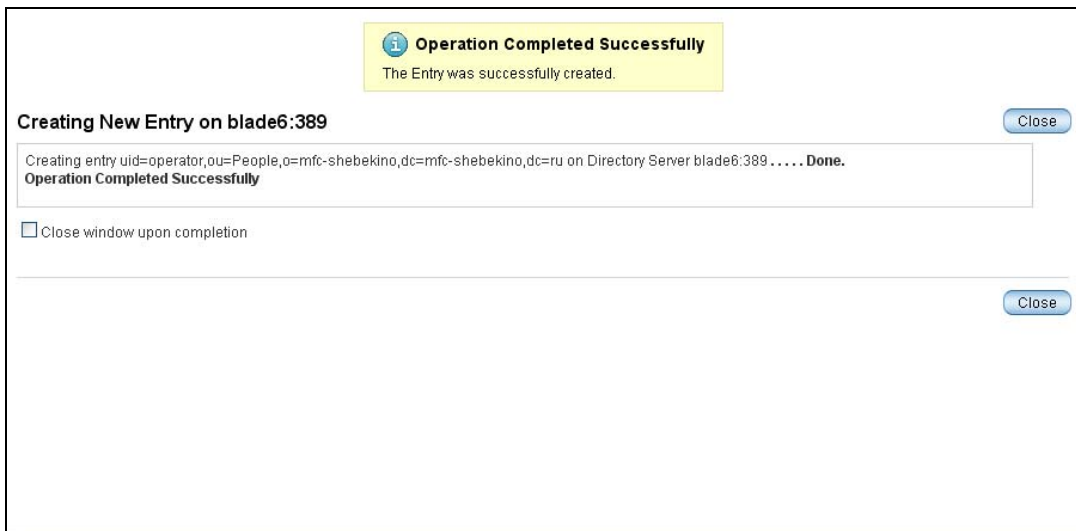 Operation Completed Successfully
The Entry was successfully created.
Creating New Entry on blade6:389
Close
Creating entry uid=operator,ou=People,o=mfc-shebekino,dc=mfc-shebekino,dc=ru on Directory Server blade6:389 . . . . . Done.
Operation Completed Successfully
Close window upon completion
Close